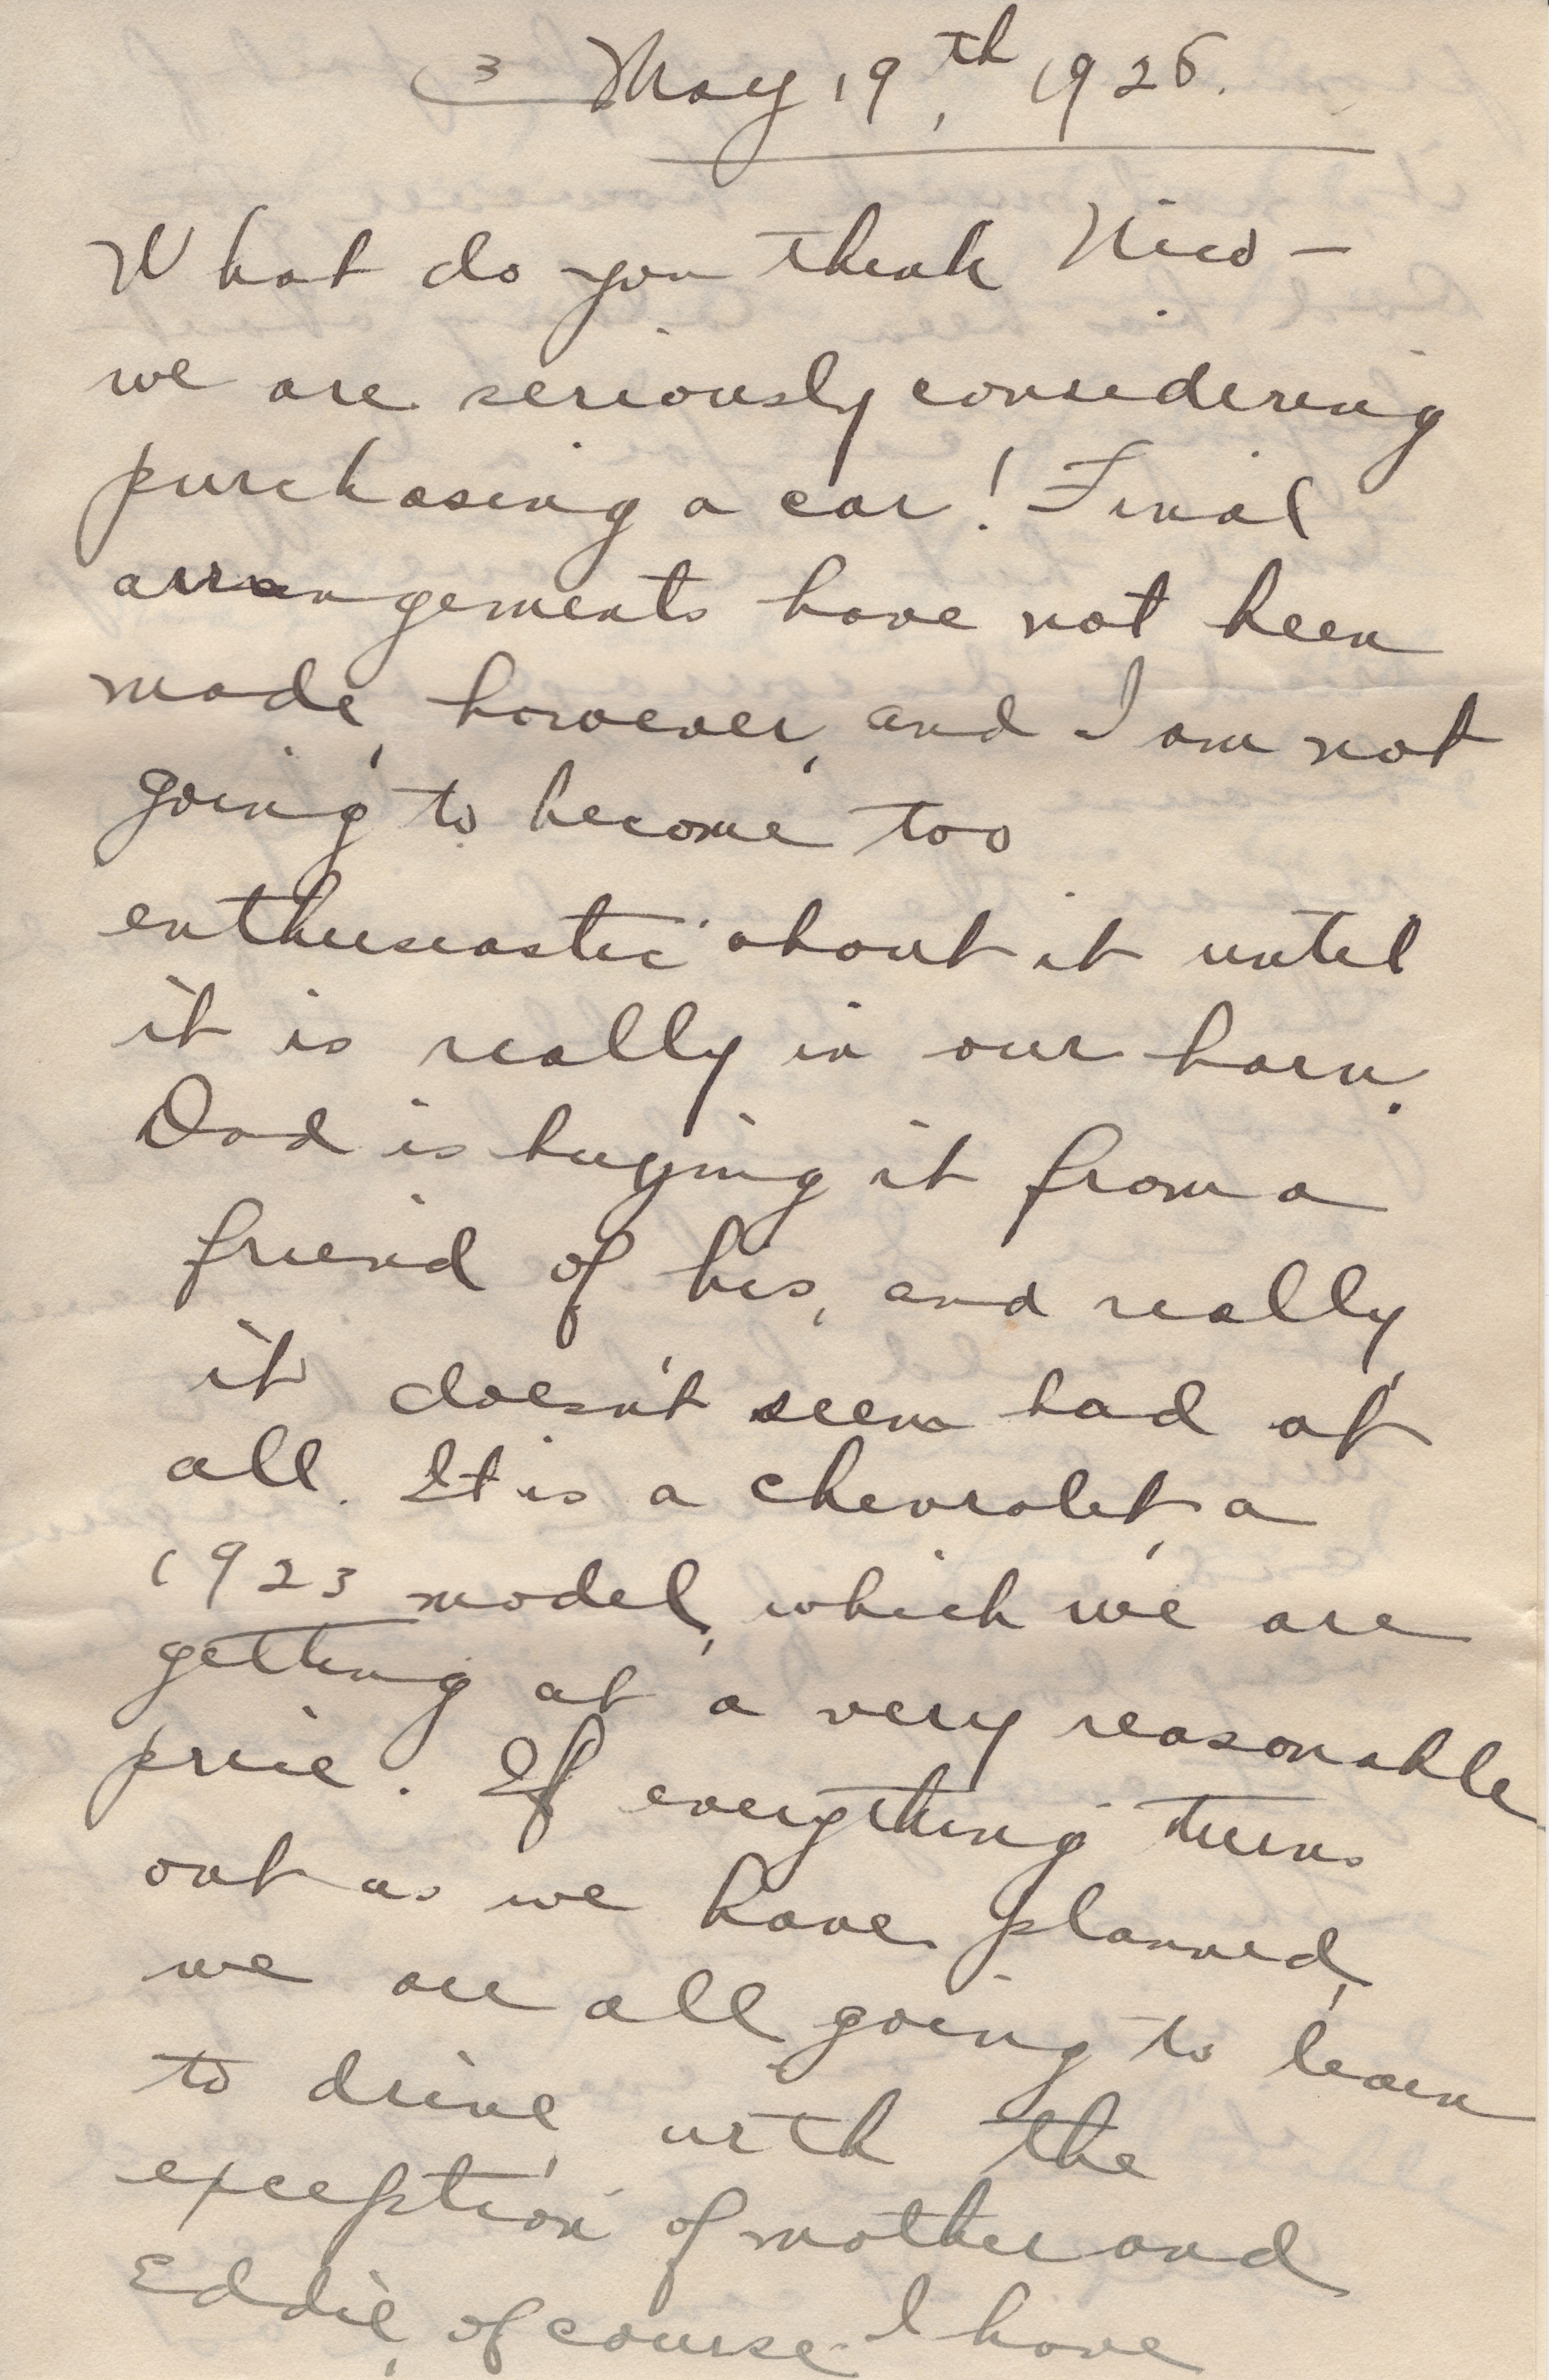 (3 May 19th, 1925.
What do you think Nico –
we are seriously considering
purchasing a car! Final
arrangements have not been
made, however, and I am not
going to become too
enthusiastic about it until
it is really in our barn.
Dad is buying it from a
friend of his, and really,
it doesn't seem bad at
all. It is a Chevrolet, a
1923 model, which we are
getting at a very reasonable
price. If everything turns
out as we have planned,
we are all going to learn
to drive, with the
exception of mother and
Eddie, of course. I have